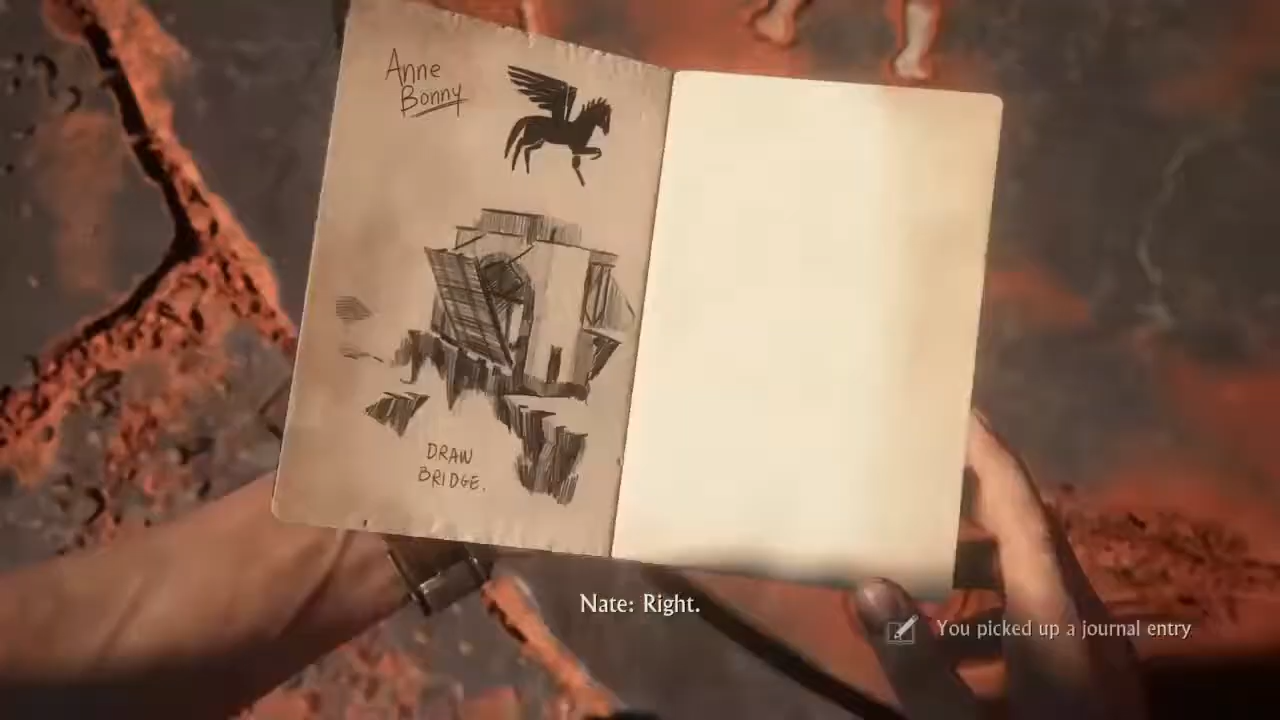 Anne
Bonny
DRAW
BRIDGE.
Nate: Right.
You picked up a journal entry